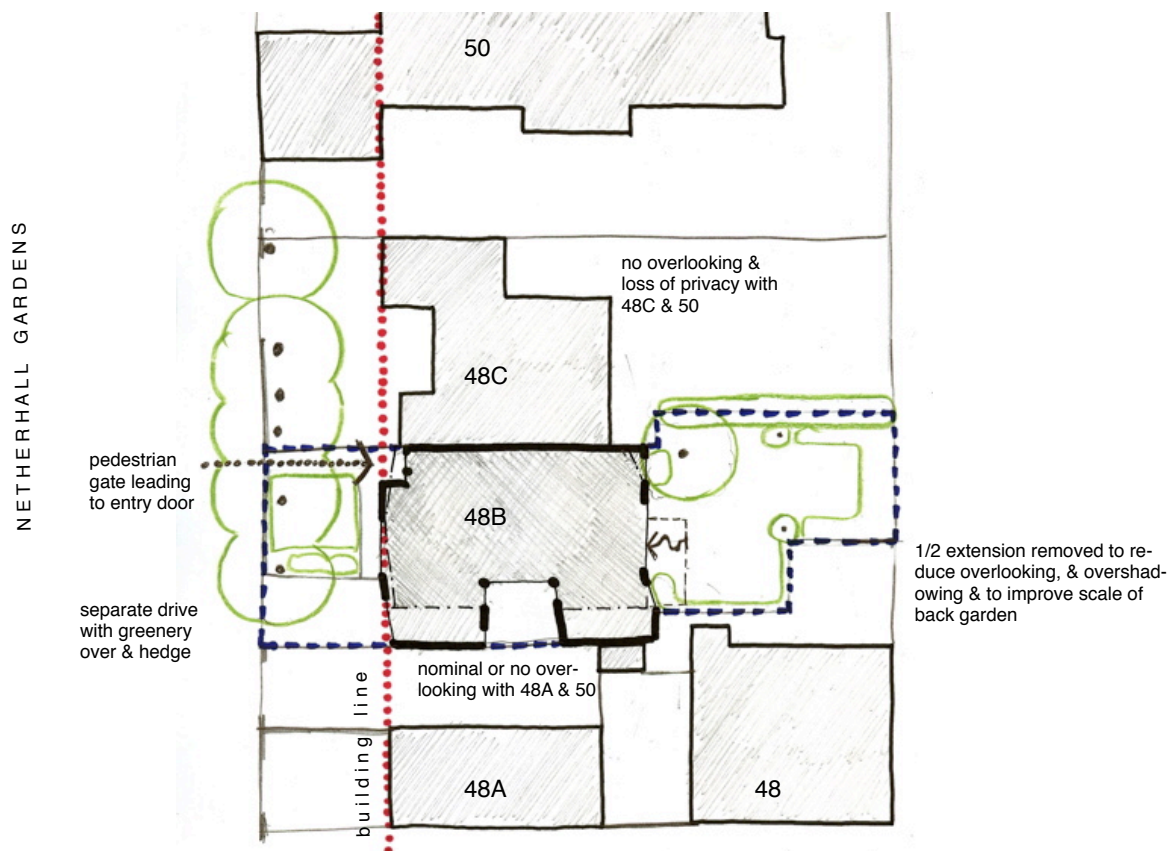 50
NETHERHALL GARDENS
no overlooking &
loss of privacy with
48C & 50
48C
pedestrian
gate leading
to entry door
48B
1/2 extension removed to re-
duce overlooking, & overshad-
owing & to improve scale of
back garden
separate drive
with greenery
over & hedge
nominal or no over-
looking with 48A & 50
building line
48A
48